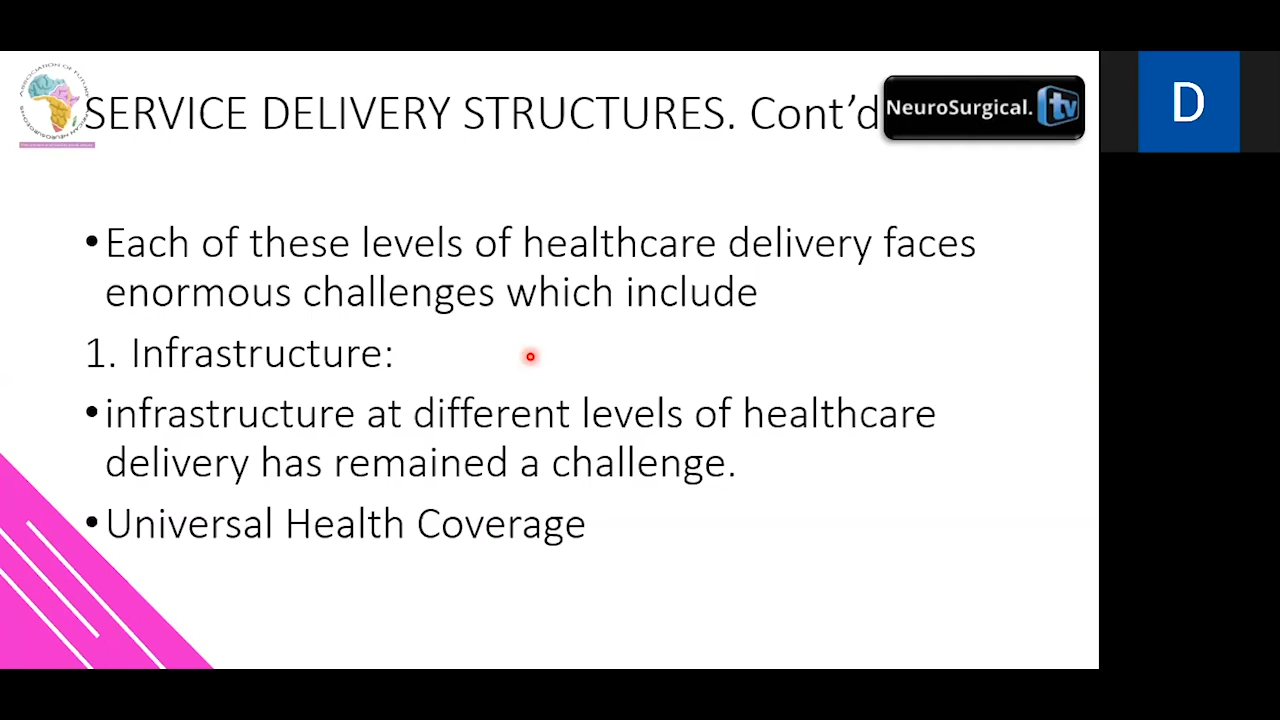 SERVICE DELIVERY STRUCTURES. Cont’d
NeuroSurgical.tv
D
•Each of these levels of healthcare delivery faces
enormous challenges which include
1. Infrastructure:
•infrastructure at different levels of healthcare
delivery has remained a challenge.
•Universal Health Coverage